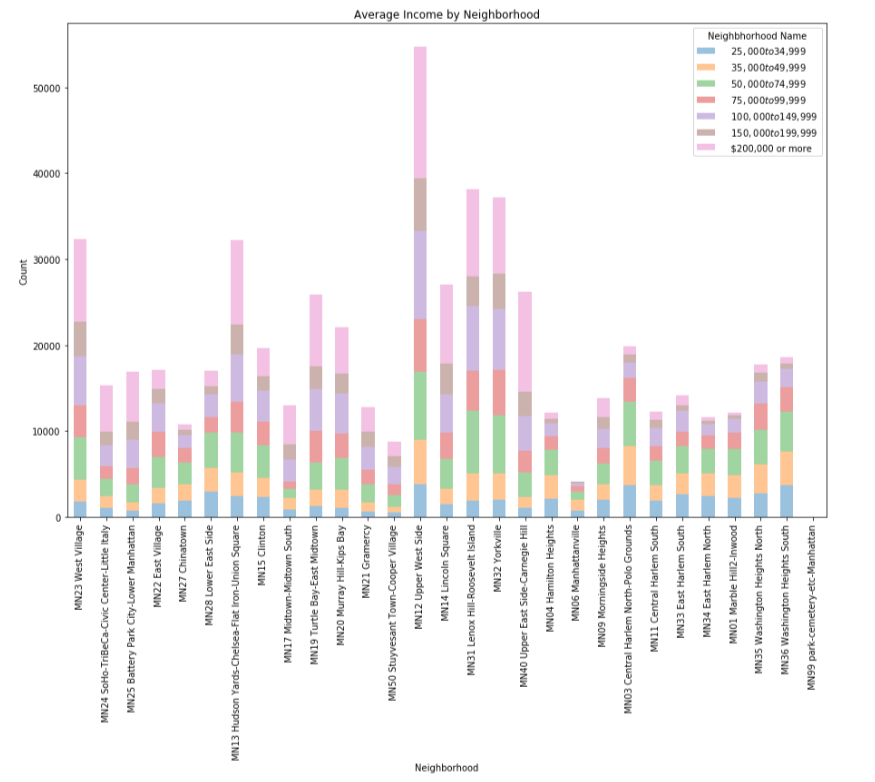 Average Income by Neighborhood
Neighbhorhood Name
25,000to34,999
35,000to49,999
50,000to74,999
75,000to99,999
100,000to149,999
150,000to199,999
$200,000 or more
Count
50000
40000
30000
20000
10000
0
MN23 West Village
MN24 SoHo-TriBeCa-Civic Center-Little Italy
MN25 Battery Park City-Lower Manhattan
MN22 East Village
MN27 Chinatown
MN28 Lower East Side
MN13 Hudson Yards-Chelsea-Flat Iron-Union Square
MN15 Clinton
MN17 Midtown-Midtown South
MN19 Turtle Bay-East Midtown
MN20 Murray Hill-Kips Bay
MN21 Gramercy
MN50 Stuyvesant Town-Cooper Village
MN12 Upper West Side
MN14 Lincoln Square
MN31 Lenox Hill-Roosevelt Island
MN32 Yorkville
MN40 Upper East Side-Carnegie Hill
MN04 Hamilton Heights
MN06 Manhattanville
MN09 Morningside Heights
MN03 Central Harlem North-Polo Grounds
MN11 Central Harlem South
MN33 East Harlem South
MN34 East Harlem North
MN01 Marble Hill2-Inwood
MN35 Washington Heights North
MN36 Washington Heights South
MN99 park-cemetery-etc-Manhattan
Neighborhood